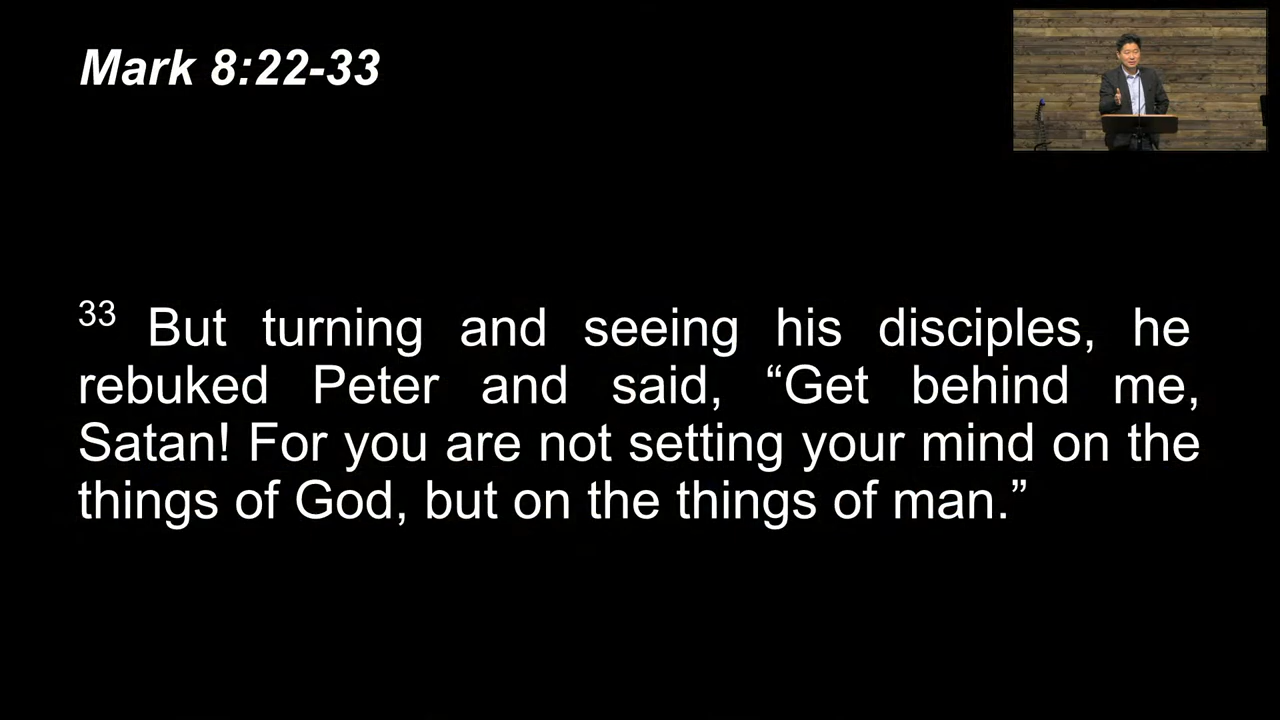 Mark 8:22-33
33 But turning and seeing his disciples, he
rebuked Peter and said, “Get behind me,
Satan! For you are not setting your mind on the
things of God, but on the things of man.”